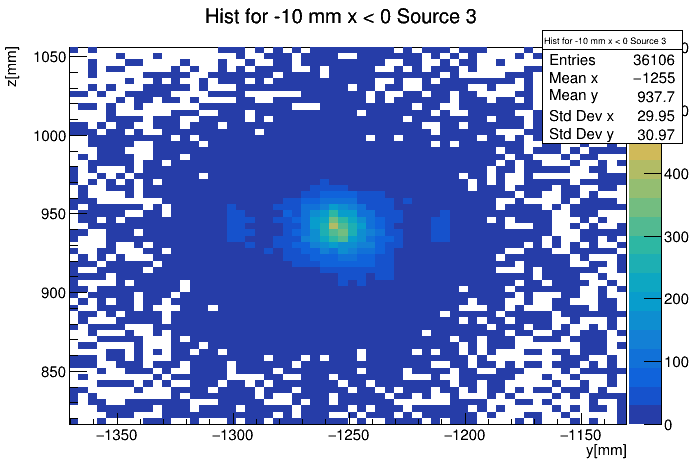 Hist for -10 mm x < 0 Source 3
Hist for -10 mm x < 0 Source 3
Entries 36106
Mean x −1255
Mean y 937.7
Std Dev x 29.95
Std Dev y 30.97
z[mm]
1050
1000
950
900
850
0
0
400
300
200
100
0
−1350
−1300
−1250
−1200
−1150
y[mm]